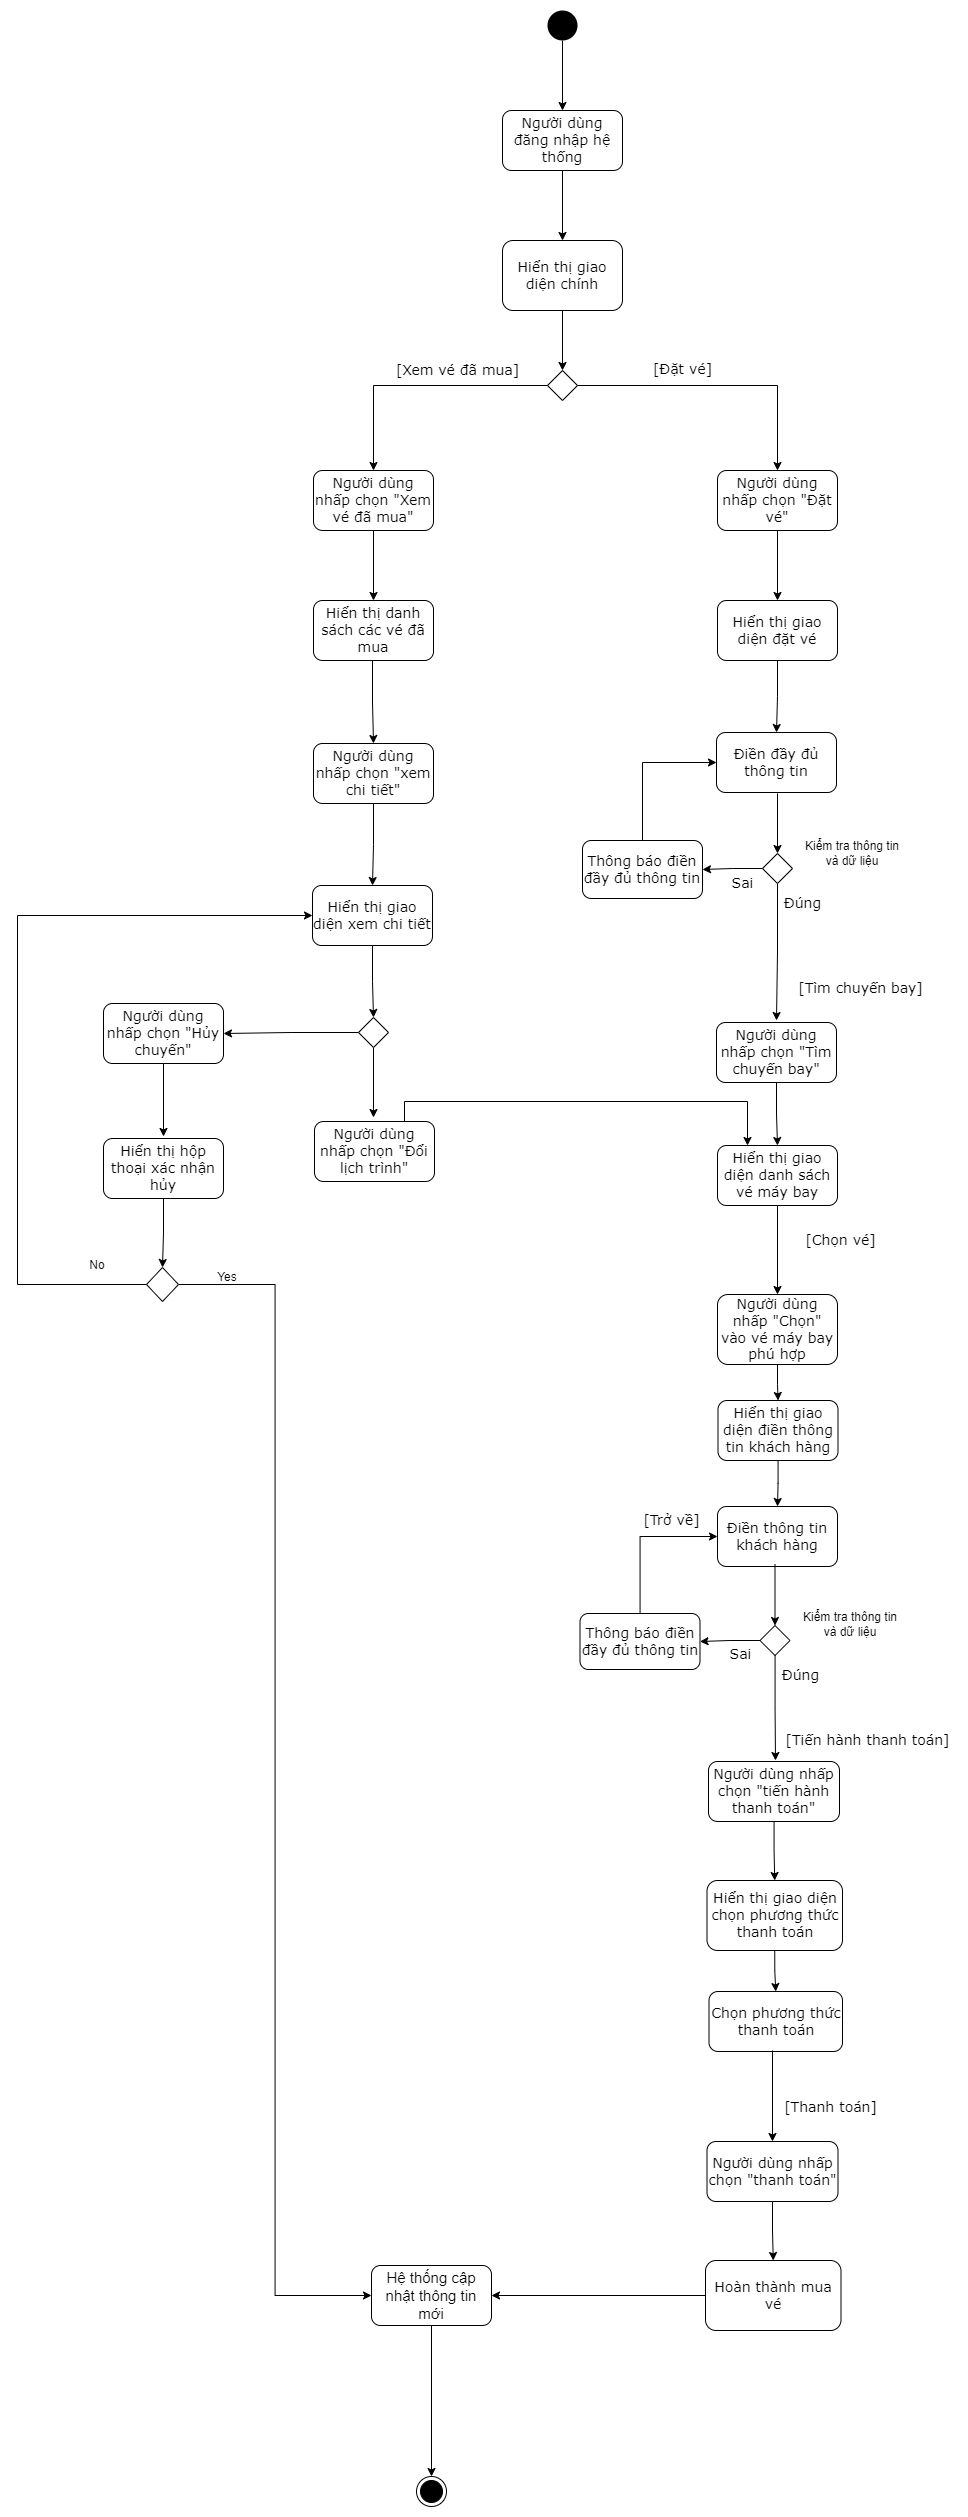 Người dùng
đăng nhập hệ
thống
Hiển thị giao
diện chính
[Xem vé đã mua]
[Đặt vé]
Người dùng
nhấp chọn "Xem
vé đã mua"
Người dùng
nhấp chọn "Đặt
vé"
Hiển thị danh
sách các vé đã
mua
Hiển thị giao
diện đặt vé
Người dùng
nhấp chọn "xem
chi tiết"
Điền đầy đủ
thông tin
Kiểm tra thông tin
và dữ liệu
Thông báo điền
đầy đủ thông tin
Sai
Đúng
Hiển thị giao
diện xem chi tiết
[Tìm chuyến bay]
Người dùng
nhấp chọn "Hủy
chuyến"
Người dùng
nhấp chọn "Tìm
chuyến bay"
Người dùng
nhấp chọn "Đổi
lịch trình"
Hiển thị hộp
thoại xác nhận
hủy
Hiển thị giao
diện danh sách
vé máy bay
[Chọn vé]
No
Yes
Người dùng
nhấp "Chọn"
vào vé máy bay
phú hợp
Hiển thị giao
diện điền thông
tin khách hàng
[Trở về]
Điền thông tin
khách hàng
Kiểm tra thông tin
và dữ liệu
Thông báo điền
đầy đủ thông tin
Sai
Đúng
[Tiến hành thanh toán]
Người dùng nhấp
chọn "tiến hành
thanh toán"
Hiển thị giao diện
chọn phương thức
thanh toán
Chọn phương thức
thanh toán
[Thanh toán]
Người dùng nhấp
chọn "thanh toán"
Hệ thống cập
nhật thông tin
mới
Hoàn thành mua
vé